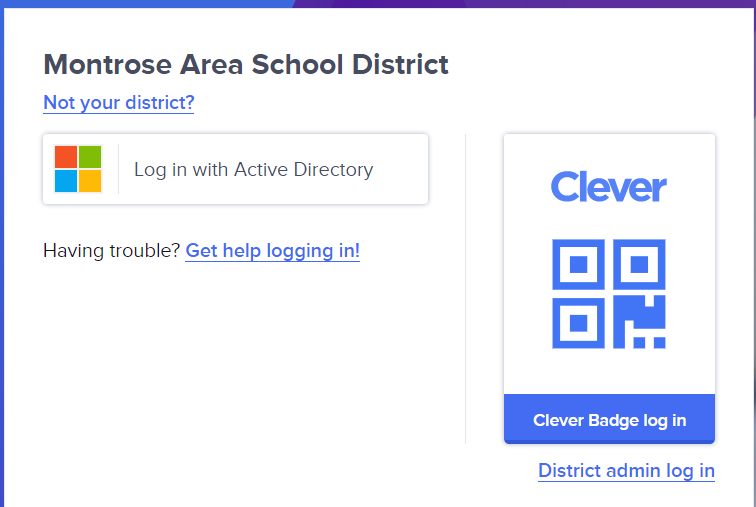 Montrose Area School District
Not your district?
Log in with Active Directory
Having trouble? Get help logging in!
Clever
Clever Badge log in
District admin log in